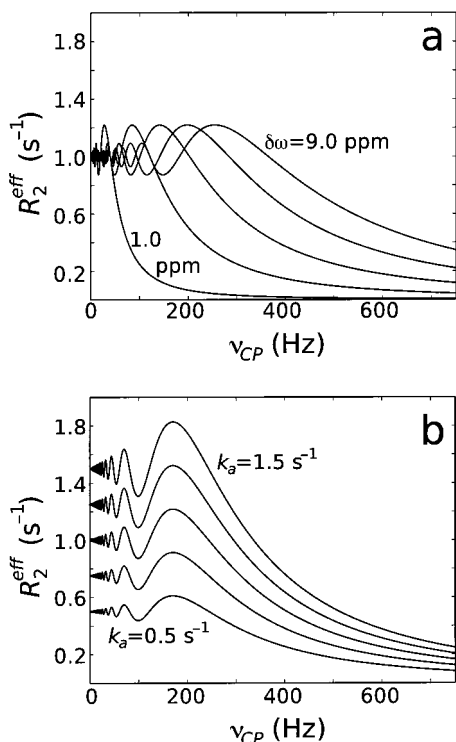 a
R₂ᵉᶠᶠ (s⁻¹)
1.8
1.4
1.0
0.6
0.2
δω=9.0 ppm
1.0
ppm
0 200 400 600
ν_CP (Hz)
b
R₂ᵉᶠᶠ (s⁻¹)
1.8
1.4
1.0
0.6
0.2
kₐ=1.5 s⁻¹
kₐ=0.5 s⁻¹
0 200 400 600
ν_CP (Hz)